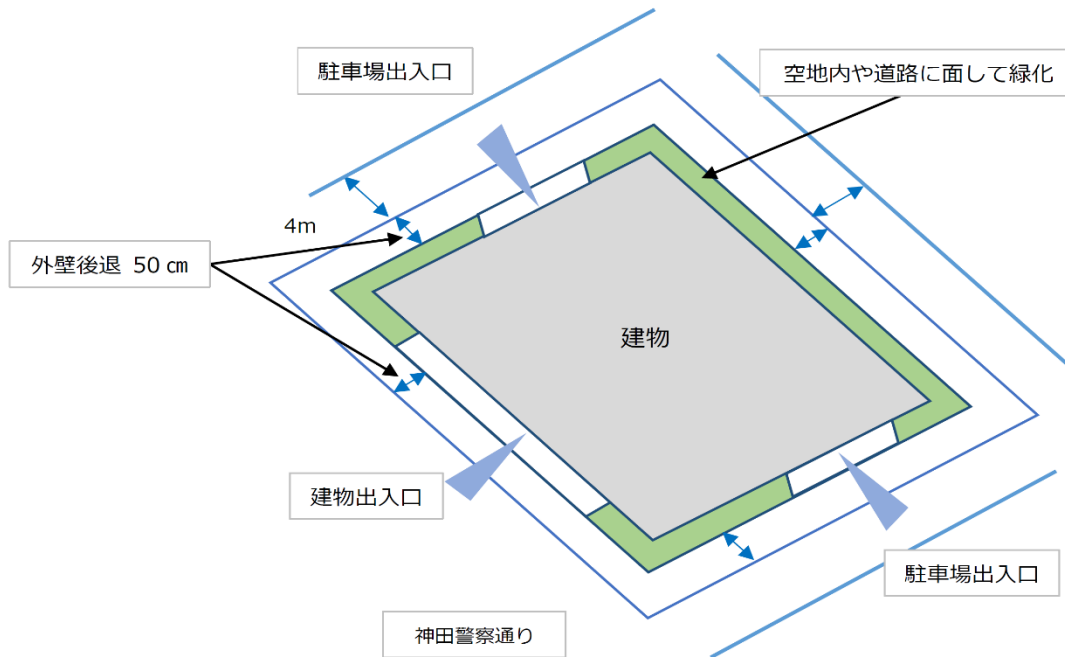 駐車場出入口
空地内や道路に面して緑化
4m
外壁後退 50 ㎝
建物
建物出入口
駐車場出入口
神田警察通り